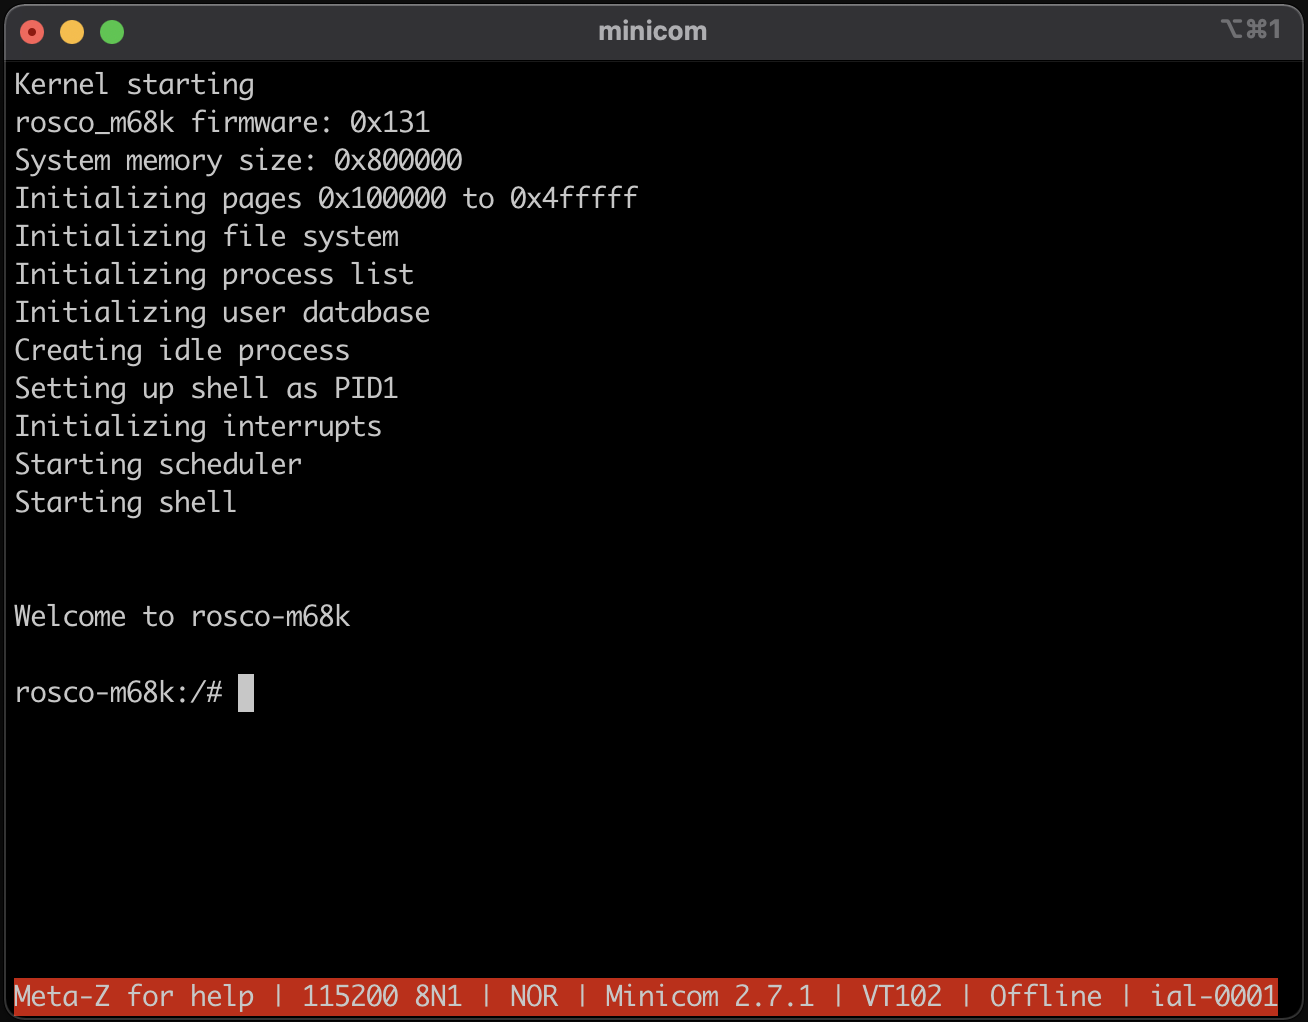 minicom
⌥⌘1
Kernel starting
rosco_m68k firmware: 0x131
System memory size: 0x800000
Initializing pages 0x100000 to 0x4fffff
Initializing file system
Initializing process list
Initializing user database
Creating idle process
Setting up shell as PID1
Initializing interrupts
Starting scheduler
Starting shell
Welcome to rosco-m68k
rosco-m68k:/#
Meta-Z for help | 115200 8N1 | NOR | Minicom 2.7.1 | VT102 | Offline | ial-0001